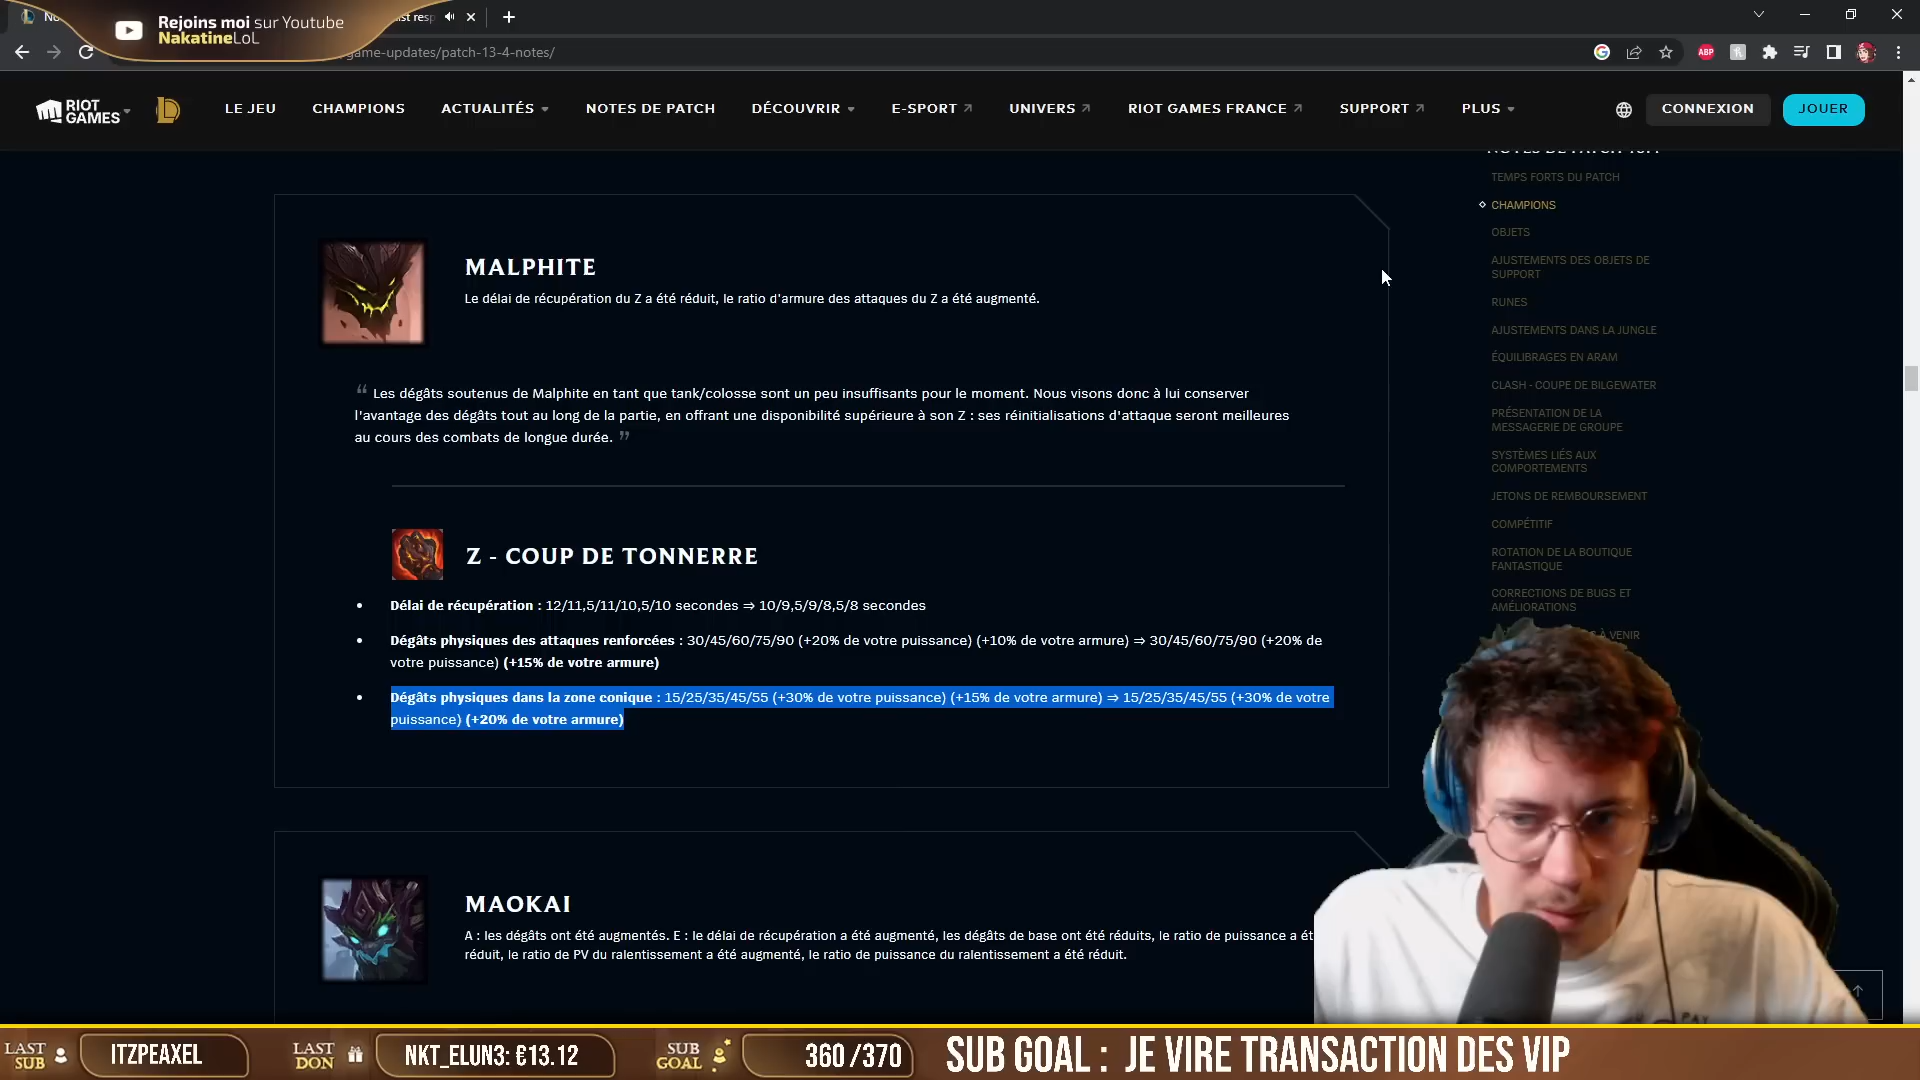 Rejoins moi sur Youtube
NakatineLoL
game-updates/patch-13-4-notes/
ABP
RIOT GAMES
LE JEU
CHAMPIONS
ACTUALITÉS
NOTES DE PATCH
DÉCOUVRIR
E-SPORT
UNIVERS
RIOT GAMES FRANCE
SUPPORT
PLUS
CONNEXION
JOUER
TEMPS FORTS DU PATCH
CHAMPIONS
OBJETS
AJUSTEMENTS DES OBJETS DE
SUPPORT
RUNES
AJUSTEMENTS DANS LA JUNGLE
ÉQUILIBRAGES EN ARAM
CLASH - COUPE DE BILGEWATER
PRÉSENTATION DE LA
MESSAGERIE DE GROUPE
SYSTÈMES LIÉS AUX
COMPORTEMENTS
JETONS DE REMBOURSEMENT
COMPÉTITIF
ROTATION DE LA BOUTIQUE
FANTASTIQUE
CORRECTIONS DE BUGS ET
AMÉLIORATIONS
À VENIR
MALPHITE
Le délai de récupération du Z a été réduit, le ratio d'armure des attaques du Z a été augmenté.
“ Les dégâts soutenus de Malphite en tant que tank/colosse sont un peu insuffisants pour le moment. Nous visons donc à lui conserver
l'avantage des dégâts tout au long de la partie, en offrant une disponibilité supérieure à son Z : ses réinitialisations d'attaque seront meilleures
au cours des combats de longue durée. ”
Z - COUP DE TONNERRE
• Délai de récupération : 12/11,5/11/10,5/10 secondes ⇒ 10/9,5/9/8,5/8 secondes
• Dégâts physiques des attaques renforcées : 30/45/60/75/90 (+20% de votre puissance) (+10% de votre armure) ⇒ 30/45/60/75/90 (+20% de
votre puissance) (+15% de votre armure)
• Dégâts physiques dans la zone conique : 15/25/35/45/55 (+30% de votre puissance) (+15% de votre armure) ⇒ 15/25/35/45/55 (+30% de votre
puissance) (+20% de votre armure)
MAOKAI
A : les dégâts ont été augmentés. E : le délai de récupération a été augmenté, les dégâts de base ont été réduits, le ratio de puissance a ét
réduit, le ratio de PV du ralentissement a été augmenté, le ratio de puissance du ralentissement a été réduit.
LAST
SUB
ITZPEAXEL
LAST
DON
NKT_ELUN3: €13.12
SUB
GOAL
360 /370
SUB GOAL : JE VIRE TRANSACTION DES VIP